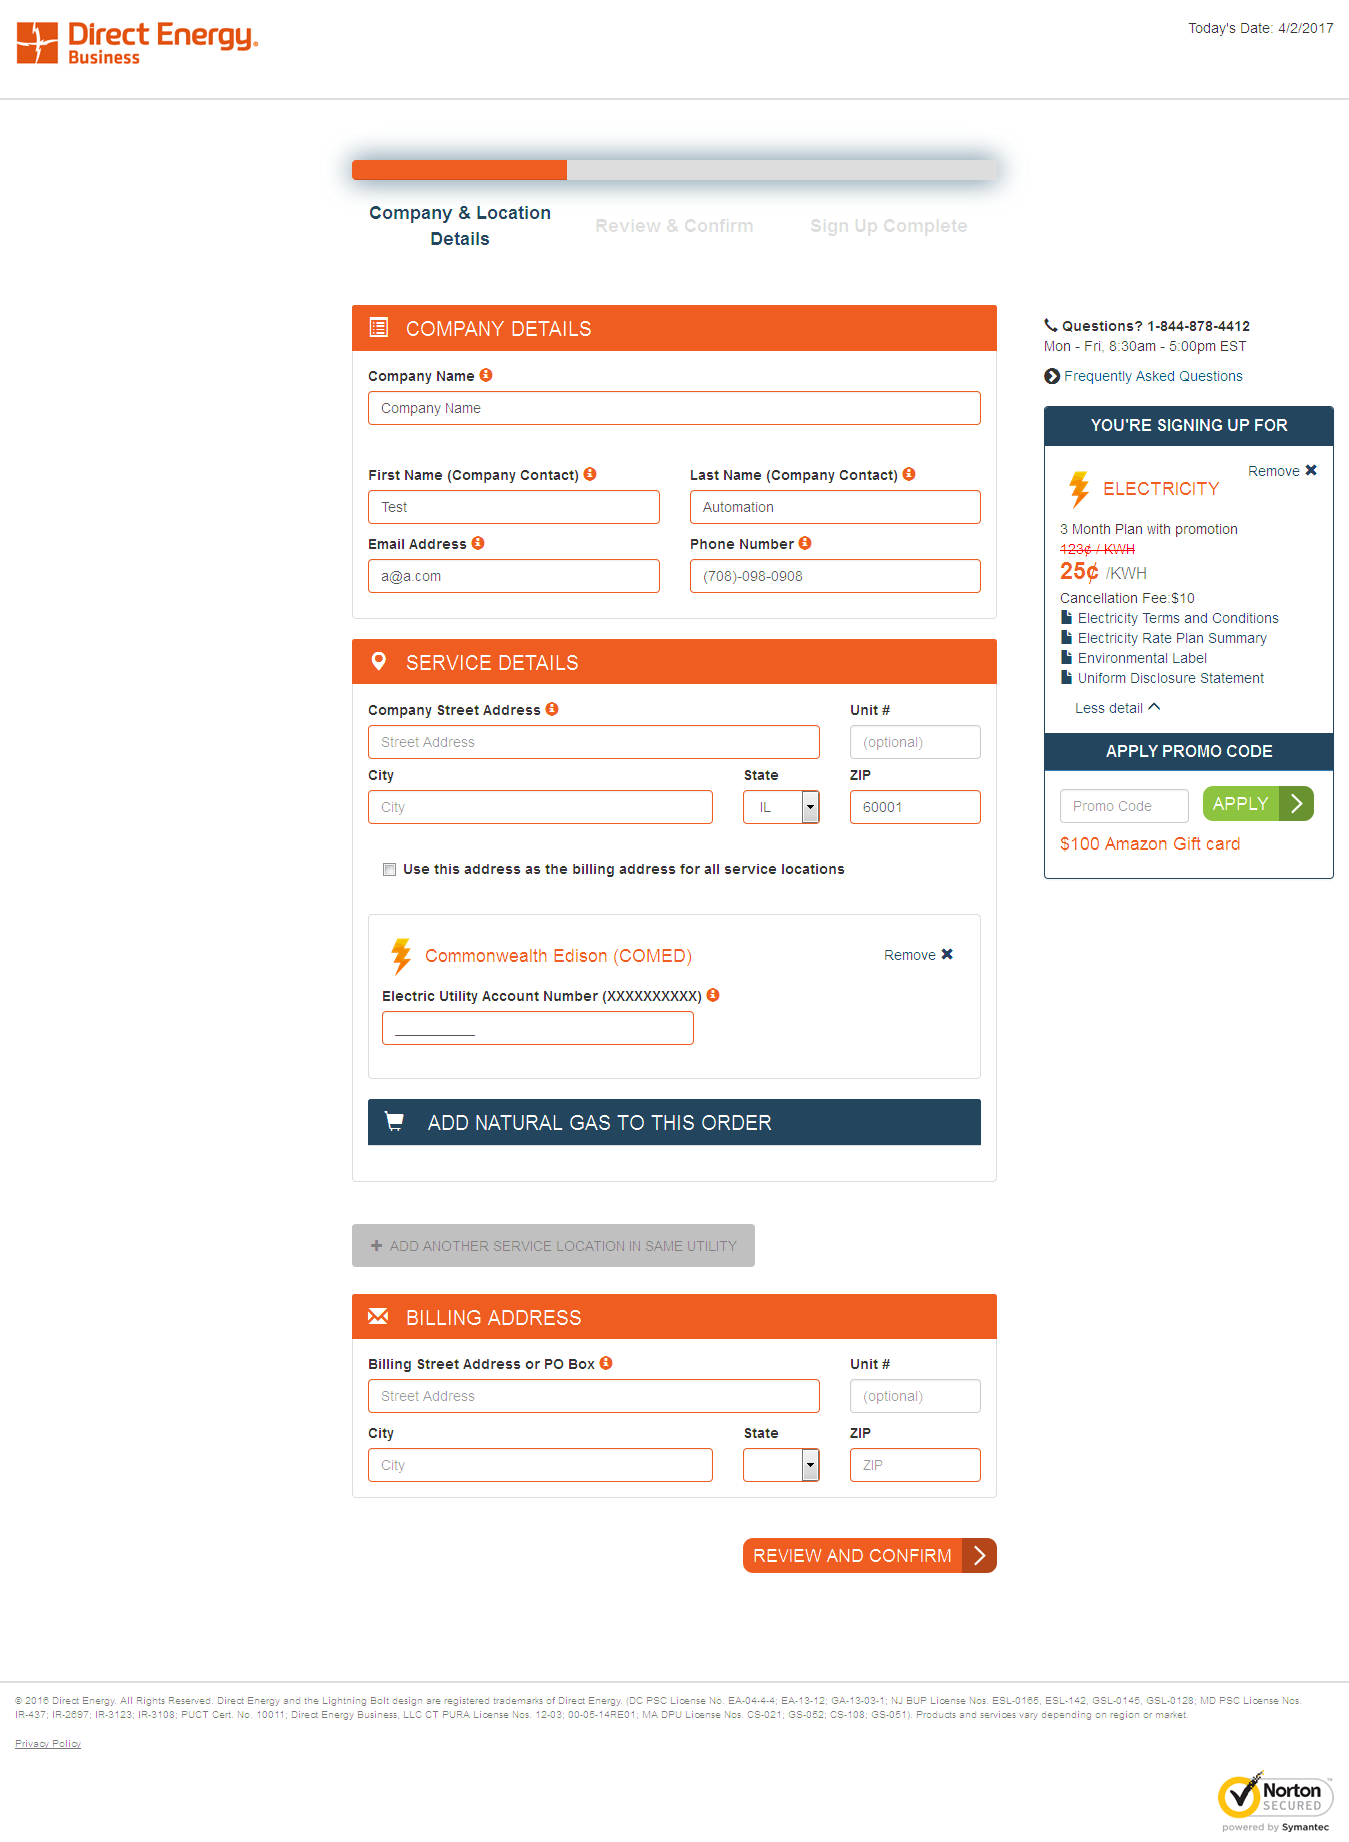 Direct Energy®
Business
Today's Date: 4/2/2017
Company & Location
Details
Review & Confirm
Sign Up Complete
COMPANY DETAILS
Company Name
Company Name
First Name (Company Contact)
Last Name (Company Contact)
Test
Automation
Email Address
Phone Number
a@a.com
(708)-098-0908
SERVICE DETAILS
Company Street Address
Unit #
Street Address
(optional)
City
State
ZIP
City
IL
60001
Use this address as the billing address for all service locations
Commonwealth Edison (COMED)
Remove
Electric Utility Account Number (XXXXXXXXXX)
__________
ADD NATURAL GAS TO THIS ORDER
+ ADD ANOTHER SERVICE LOCATION IN SAME UTILITY
BILLING ADDRESS
Billing Street Address or PO Box
Unit #
Street Address
(optional)
City
State
ZIP
City
ZIP
REVIEW AND CONFIRM
Questions? 1-844-878-4412
Mon - Fri, 8:30am - 5:00pm EST
Frequently Asked Questions
YOU'RE SIGNING UP FOR
Remove
ELECTRICITY
3 Month Plan with promotion
123¢ / KWH
25¢ /KWH
Cancellation Fee:$10
Electricity Terms and Conditions
Electricity Rate Plan Summary
Environmental Label
Uniform Disclosure Statement
Less detail
APPLY PROMO CODE
Promo Code
APPLY
$100 Amazon Gift card
© 2016 Direct Energy. All Rights Reserved. Direct Energy and the Lightning Bolt design are registered trademarks of Direct Energy. (DC PSC License No. EA-04-4-4; EA-13-12; GA-13-03-1; NJ BUP License Nos. ESL-0165, ESL-142, GSL-0145, GSL-0128; MD PSC License Nos.
IR-437; IR-2697; IR-3123; IR-3108; PUCT Cert. No. 10011; Direct Energy Business, LLC CT PURA License Nos. 12-03; 00-05-14RE01; MA DPU License Nos. CS-021; GS-052; CS-108; GS-051). Products and services vary depending on region or market.
Privacy Policy
Norton™
SECURED
powered by Symantec